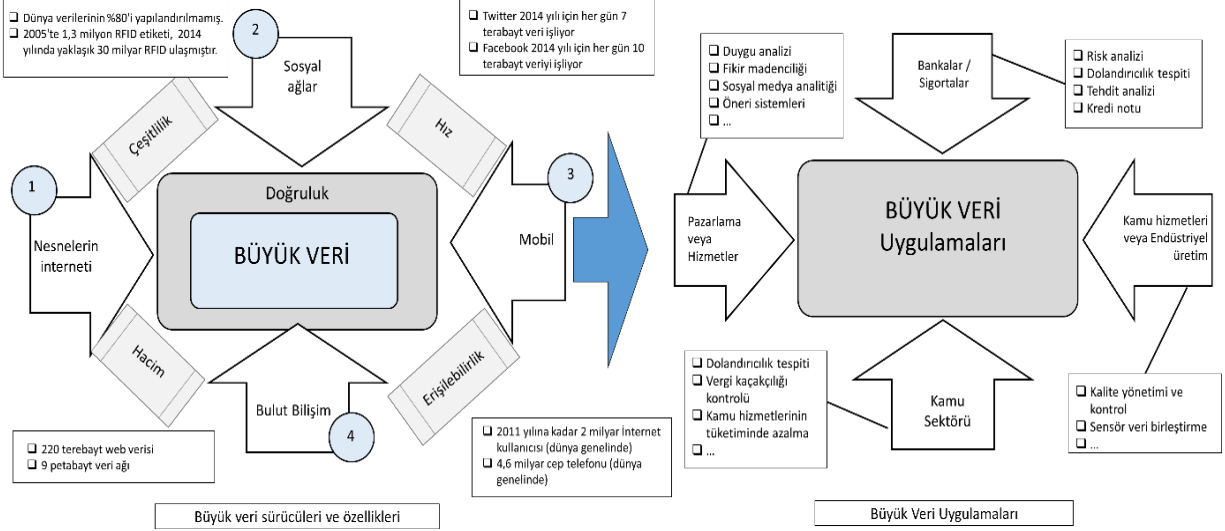 ❑ Dünya verilerinin %80'i yapılandırılmamış.
❑ 2005'te 1,3 milyon RFID etiketi, 2014
yılında yaklaşık 30 milyar RFID ulaşmıştır.
2
Sosyal
ağlar
❑ Twitter 2014 yılı için her gün 7
terabayt veri işliyor
❑ Facebook 2014 yılı için her gün 10
terabayt veriyi işliyor
Çeşitlilik
Hız
1
Nesnelerin
interneti
Doğruluk
BÜYÜK VERİ
3
Mobil
Hacim
Erişilebilirlik
Bulut Bilişim
4
❑ 220 terebayt web verisi
❑ 9 petabayt veri ağı
❑ 2011 yılına kadar 2 milyar İnternet
kullanıcısı (dünya genelinde)
❑ 4,6 milyar cep telefonu (dünya
genelinde)
Büyük veri sürücüleri ve özellikleri
❑ Duygu analizi
❑ Fikir madenciliği
❑ Sosyal medya analitiği
❑ Öneri sistemleri
❑ ...
Bankalar /
Sigortalar
❑ Risk analizi
❑ Dolandırıcılık tespiti
❑ Tehdit analizi
❑ Kredi notu
Pazarlama
veya
Hizmetler
BÜYÜK VERİ
Uygulamaları
Kamu hizmetleri
veya Endüstriyel
üretim
❑ Dolandırıcılık tespiti
❑ Vergi kaçakçılığı
kontrolü
❑ Kamu hizmetlerinin
tüketiminde azalma
❑ ...
Kamu
Sektörü
❑ Kalite yönetimi ve
kontrol
❑ Sensör veri birleştirme
❑ ...
Büyük Veri Uygulamaları